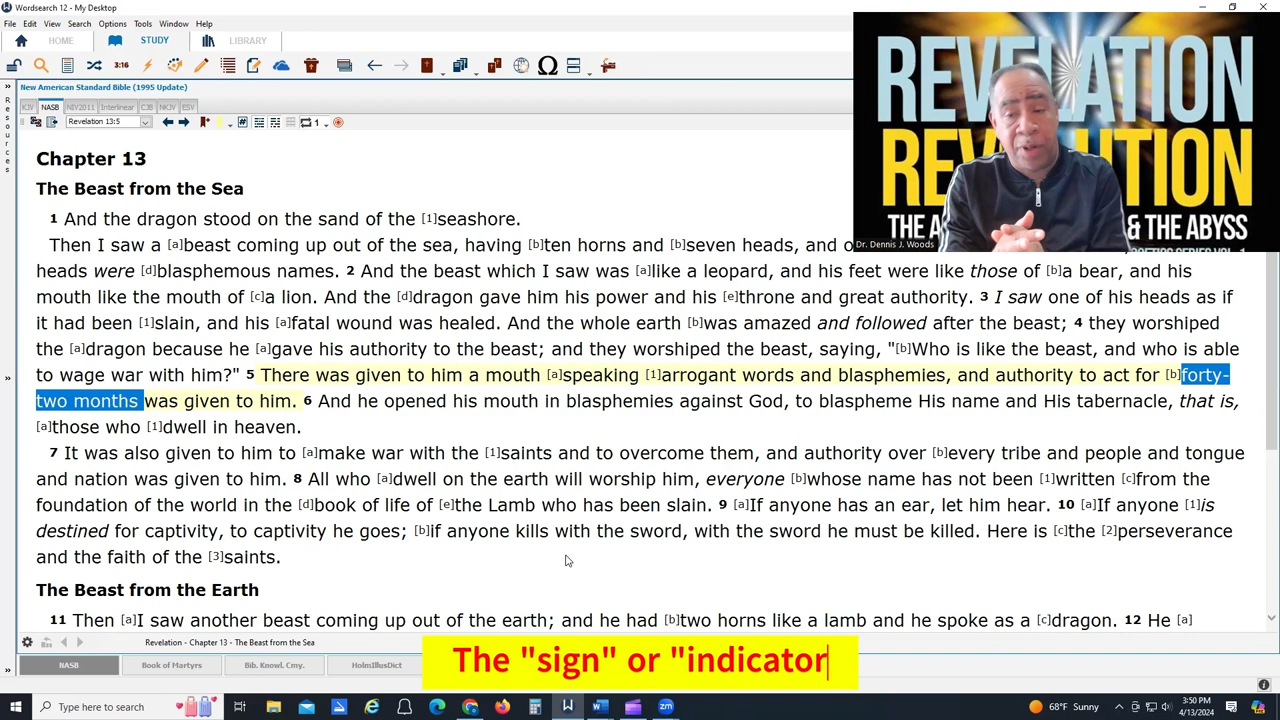 Wordsearch 12 - My Desktop
File Edit View Search Options Tools Window Help
HOME STUDY LIBRARY
3:16
New American Standard Bible (1995 Update)
KJV NASB NIV2011 Interlinear CJB NKJV ESV
Revelation 13:5
1
Resources
Chapter 13
The Beast from the Sea
1 And the dragon stood on the sand of the [1]seashore.
Then I saw a [a]beast coming up out of the sea, having [b]ten horns and [b]seven heads, and o
heads were [d]blasphemous names. 2 And the beast which I saw was [a]like a leopard, and his feet were like those of [b]a bear, and his
mouth like the mouth of [c]a lion. And the [d]dragon gave him his power and his [e]throne and great authority. 3 I saw one of his heads as if
it had been [1]slain, and his [a]fatal wound was healed. And the whole earth [b]was amazed and followed after the beast; 4 they worshiped
the [a]dragon because he [a]gave his authority to the beast; and they worshiped the beast, saying, "[b]Who is like the beast, and who is able
to wage war with him?" 5 There was given to him a mouth [a]speaking [1]arrogant words and blasphemies, and authority to act for [b]forty-
two months was given to him. 6 And he opened his mouth in blasphemies against God, to blaspheme His name and His tabernacle, that is,
[a]those who [1]dwell in heaven.
7 It was also given to him to [a]make war with the [1]saints and to overcome them, and authority over [b]every tribe and people and tongue
and nation was given to him. 8 All who [a]dwell on the earth will worship him, everyone [b]whose name has not been [1]written [c]from the
foundation of the world in the [d]book of life of [e]the Lamb who has been slain. 9 [a]If anyone has an ear, let him hear. 10 [a]If anyone [1]is
destined for captivity, to captivity he goes; [b]if anyone kills with the sword, with the sword he must be killed. Here is [c]the [2]perseverance
and the faith of the [3]saints.
The Beast from the Earth
11 Then [a]I saw another beast coming up out of the earth; and he had [b]two horns like a lamb and he spoke as a [c]dragon. 12 He [a]
Revelation - Chapter 13 - The Beast from the Sea
NASB Book of Martyrs Bib. Knowl. Cmy. HolmIllusDict
REVELATION
REVOLUTION
THE A & THE ABYSS
Dr. Dennis J. Woods
The "sign" or "indicator
Type here to search
68°F Sunny
3:50 PM
4/13/2024